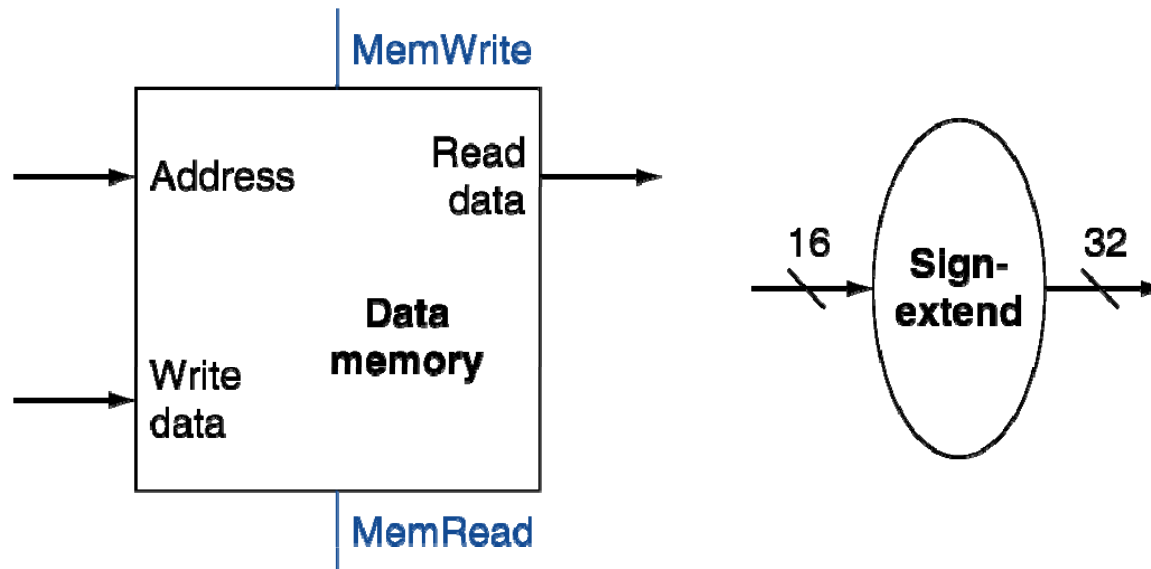 MemWrite
Address
Read
data
Data
memory
Write
data
MemRead
16
Sign-
extend
32